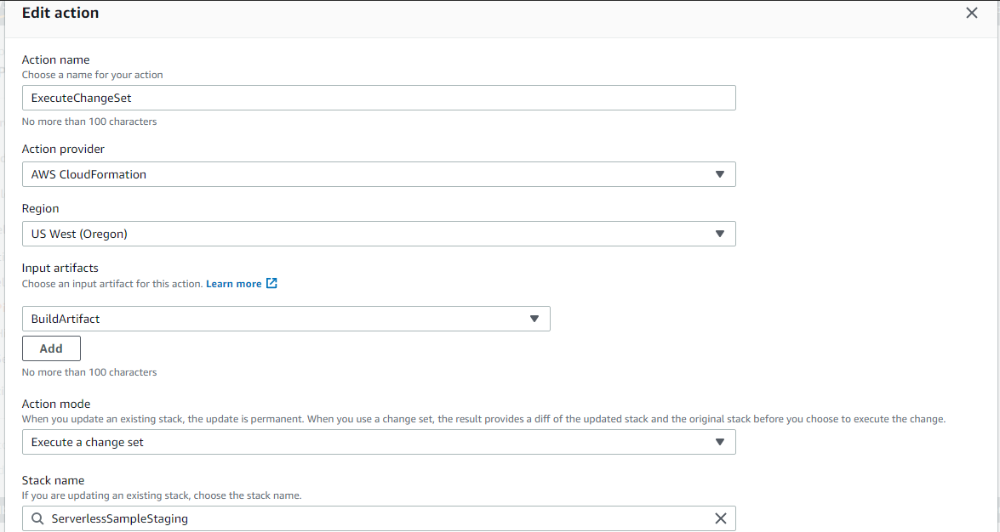 Edit action
Action name
Choose a name for your action
ExecuteChangeSet
No more than 100 characters
Action provider
AWS CloudFormation
Region
US West (Oregon)
Input artifacts
Choose an input artifact for this action. Learn more
BuildArtifact
Add
No more than 100 characters
Action mode
When you update an existing stack, the update is permanent. When you use a change set, the result provides a diff of the updated stack and the original stack before you choose to execute the change.
Execute a change set
Stack name
If you are updating an existing stack, choose the stack name.
ServerlessSampleStaging